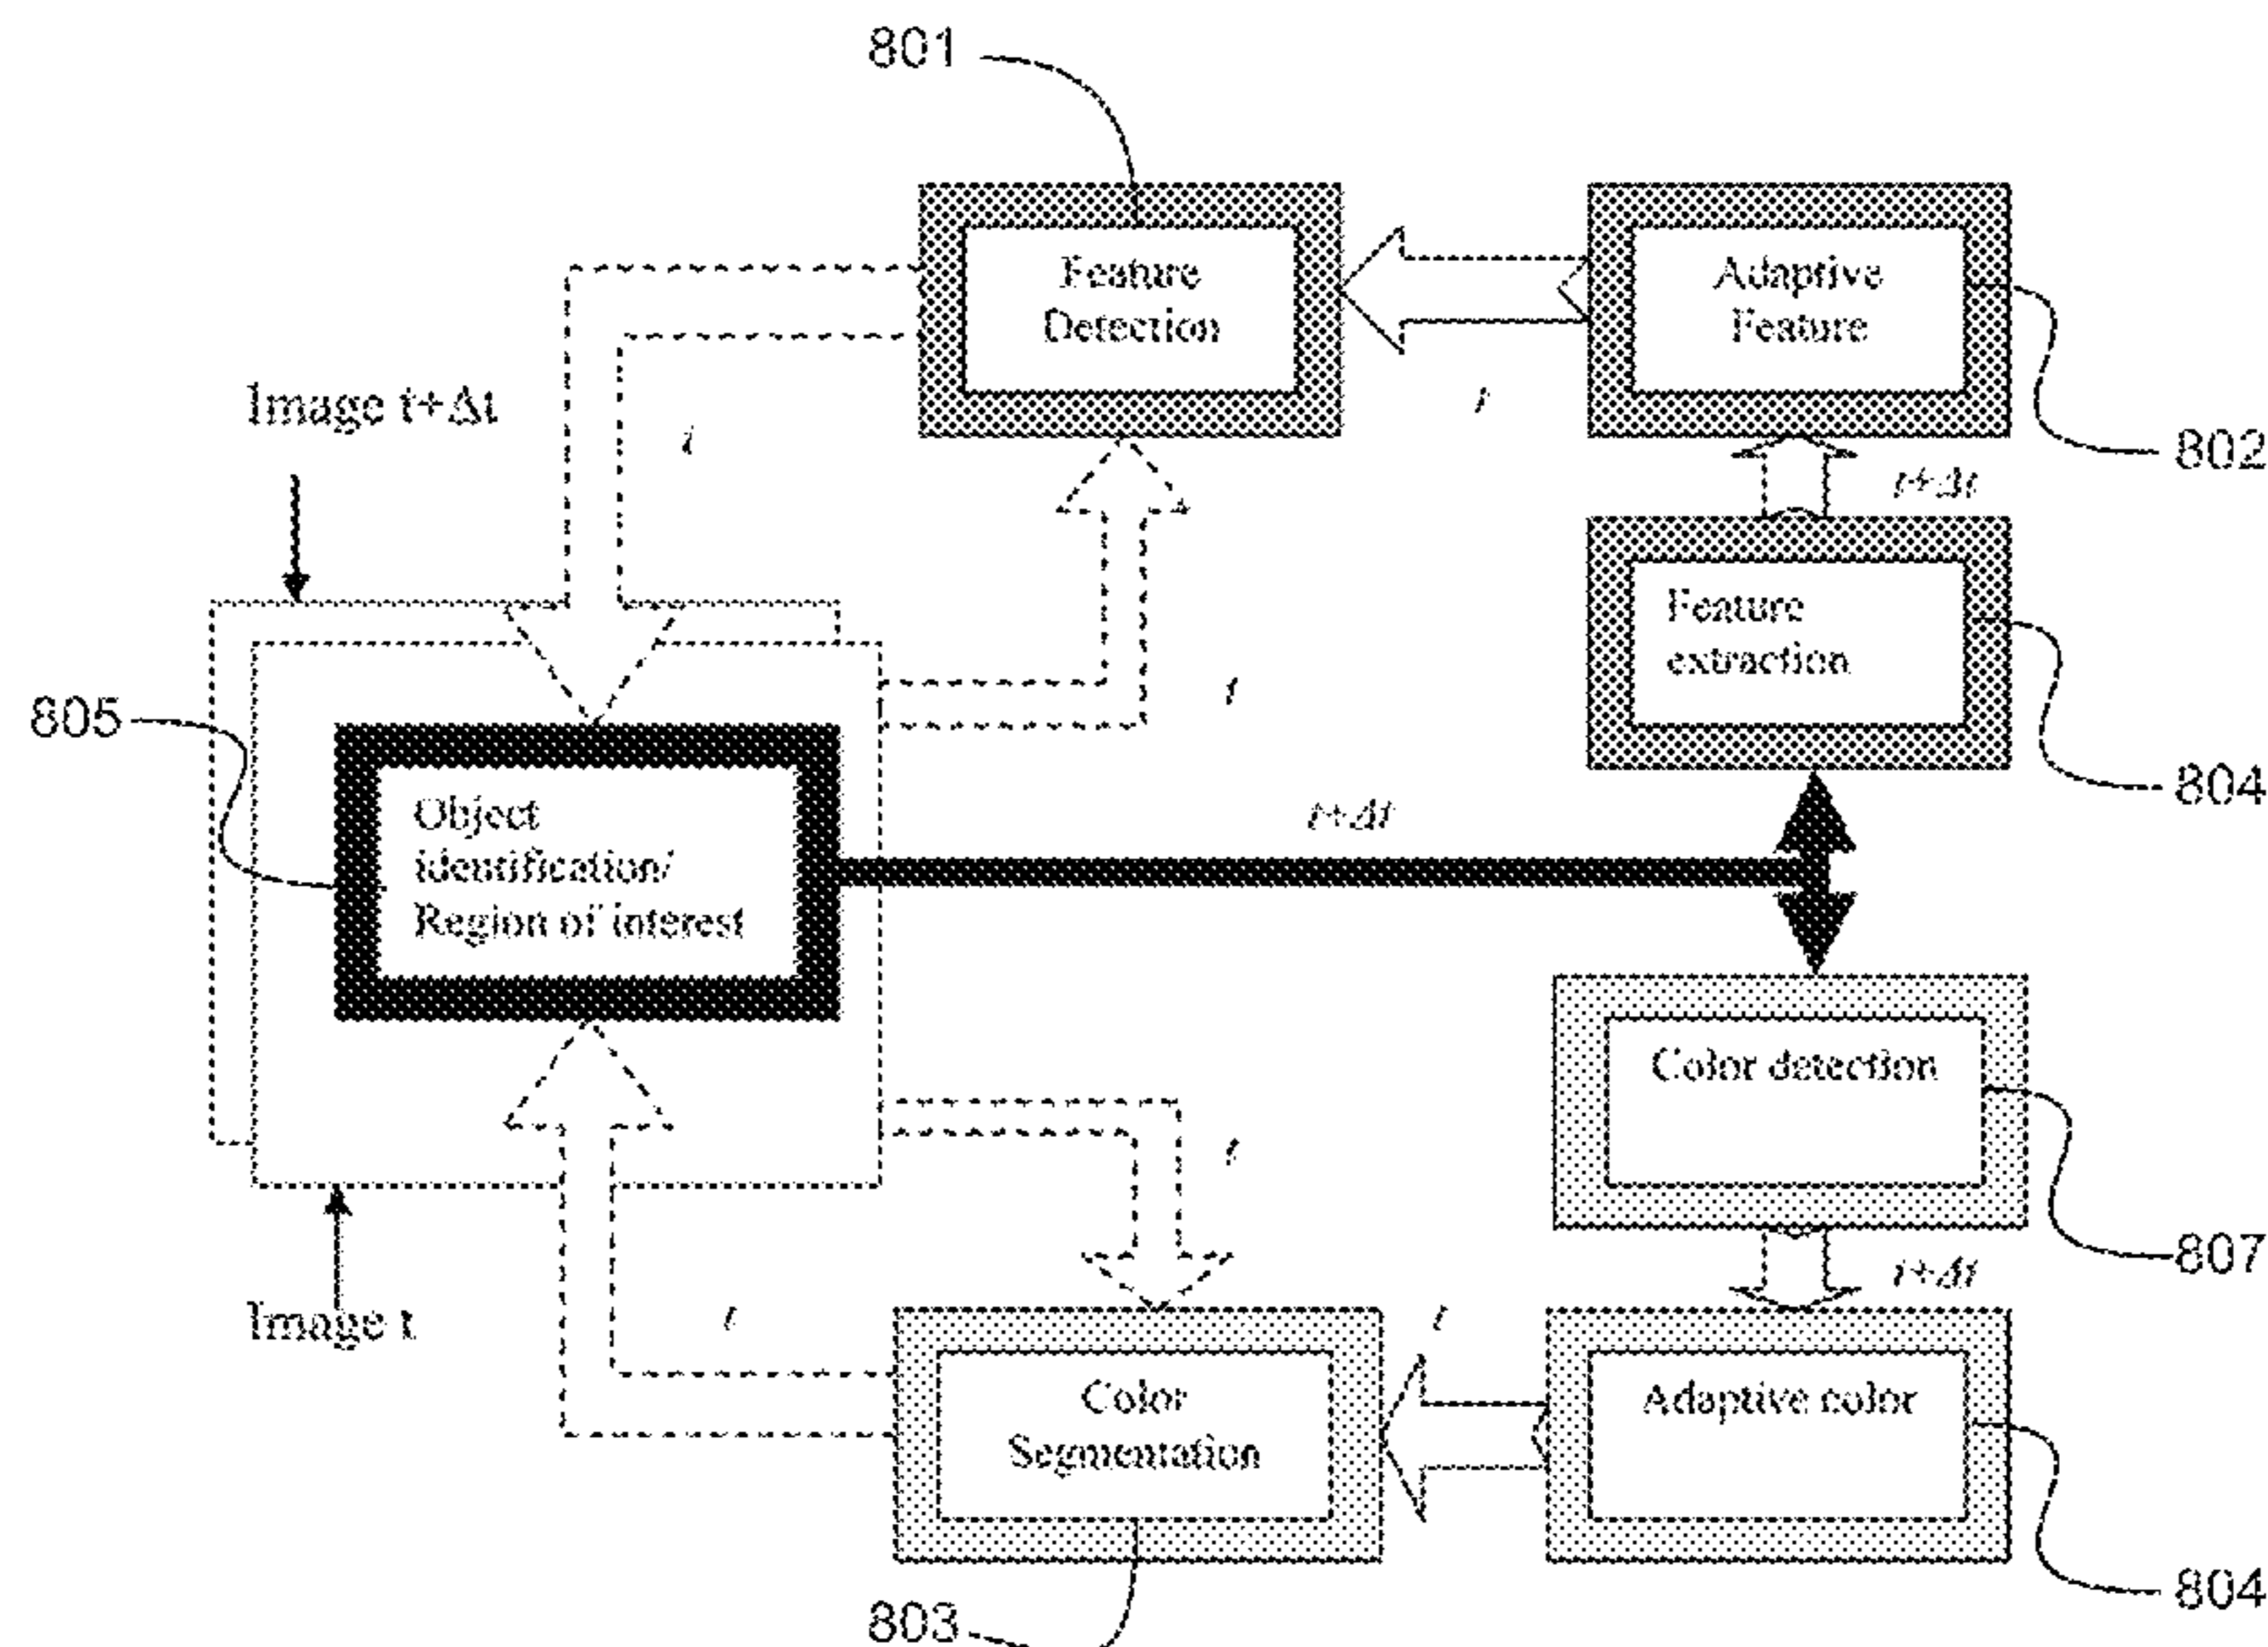 801
Feature
Detection
Adaptive
Feature
Image t+Δt
t
t
802
t+Δt
Feature
extraction
805
t
804
Object
identification/
Region of interest
t+Δt
Color detection
t
807
t+Δt
Image t
t
t
Color
Segmentation
Adaptive color
804
803